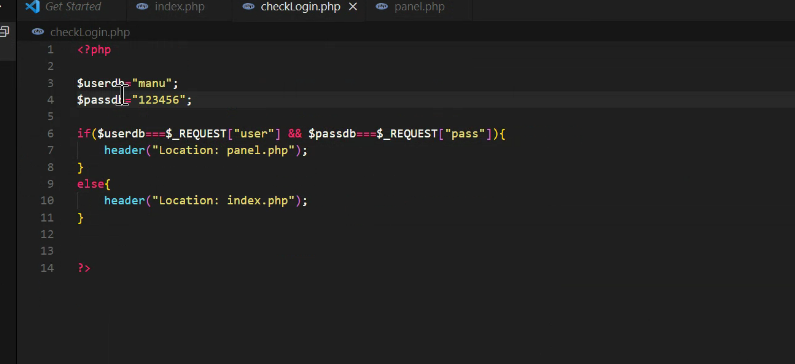 Get Started index.php checkLogin.php panel.php
checkLogin.php
1 <?php
2
3 $userdb="manu";
4 $passdb="123456";
5
6 if($userdb===$_REQUEST["user"] && $passdb===$_REQUEST["pass"]){
7 header("Location: panel.php");
8 }
9 else{
10 header("Location: index.php");
11 }
12
13
14 ?>